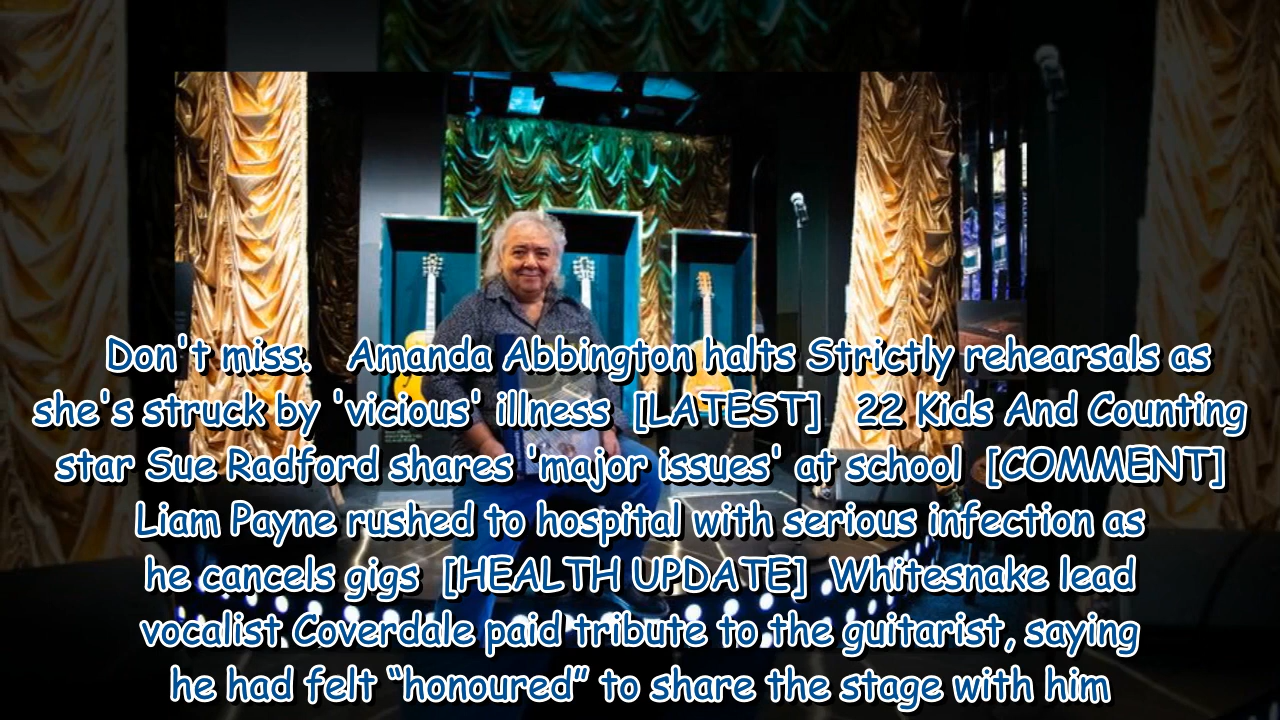 Don't miss. Amanda Abbington halts Strictly rehearsals as
she's struck by 'vicious' illness [LATEST] 22 Kids And Counting
star Sue Radford shares 'major issues' at school [COMMENT]
Liam Payne rushed to hospital with serious infection as
he cancels gigs [HEALTH UPDATE] Whitesnake lead
vocalist Coverdale paid tribute to the guitarist, saying
he had felt “honoured” to share the stage with him